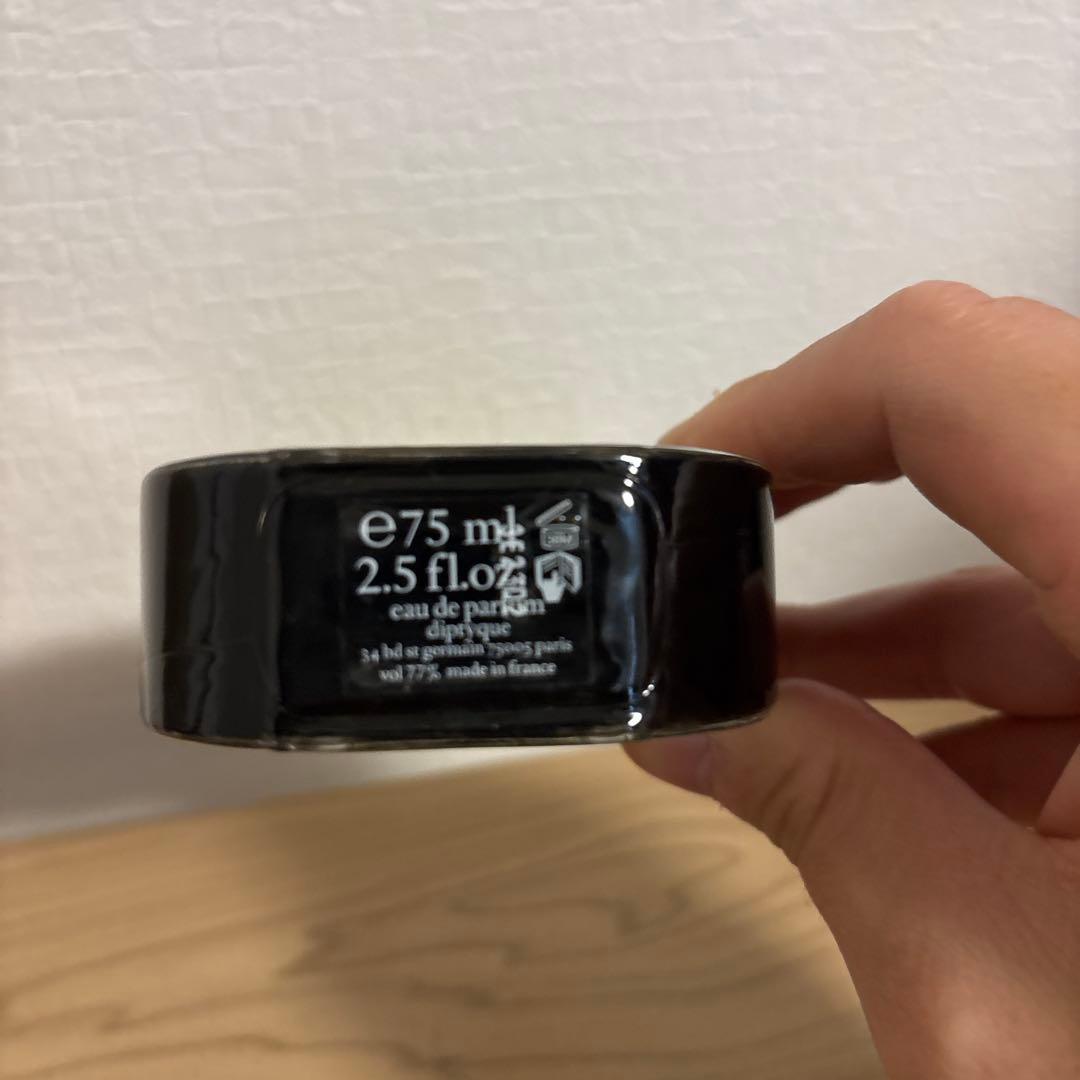 e75 ml
2.5 fl.oz
eau de parfum
diptyque
34 bd st germain 75005 paris
vol 77% made in france